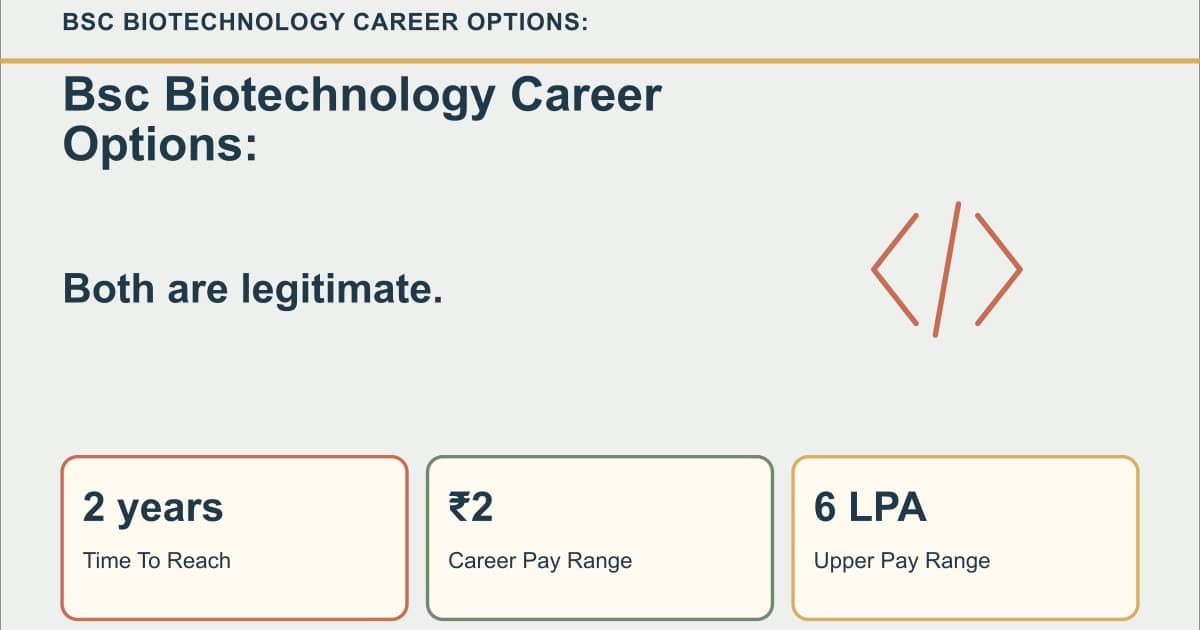 BSC BIOTECHNOLOGY CAREER OPTIONS:
Bsc Biotechnology Career
Options:
Both are legitimate.
2 years
Time To Reach
₹2
Career Pay Range
6 LPA
Upper Pay Range